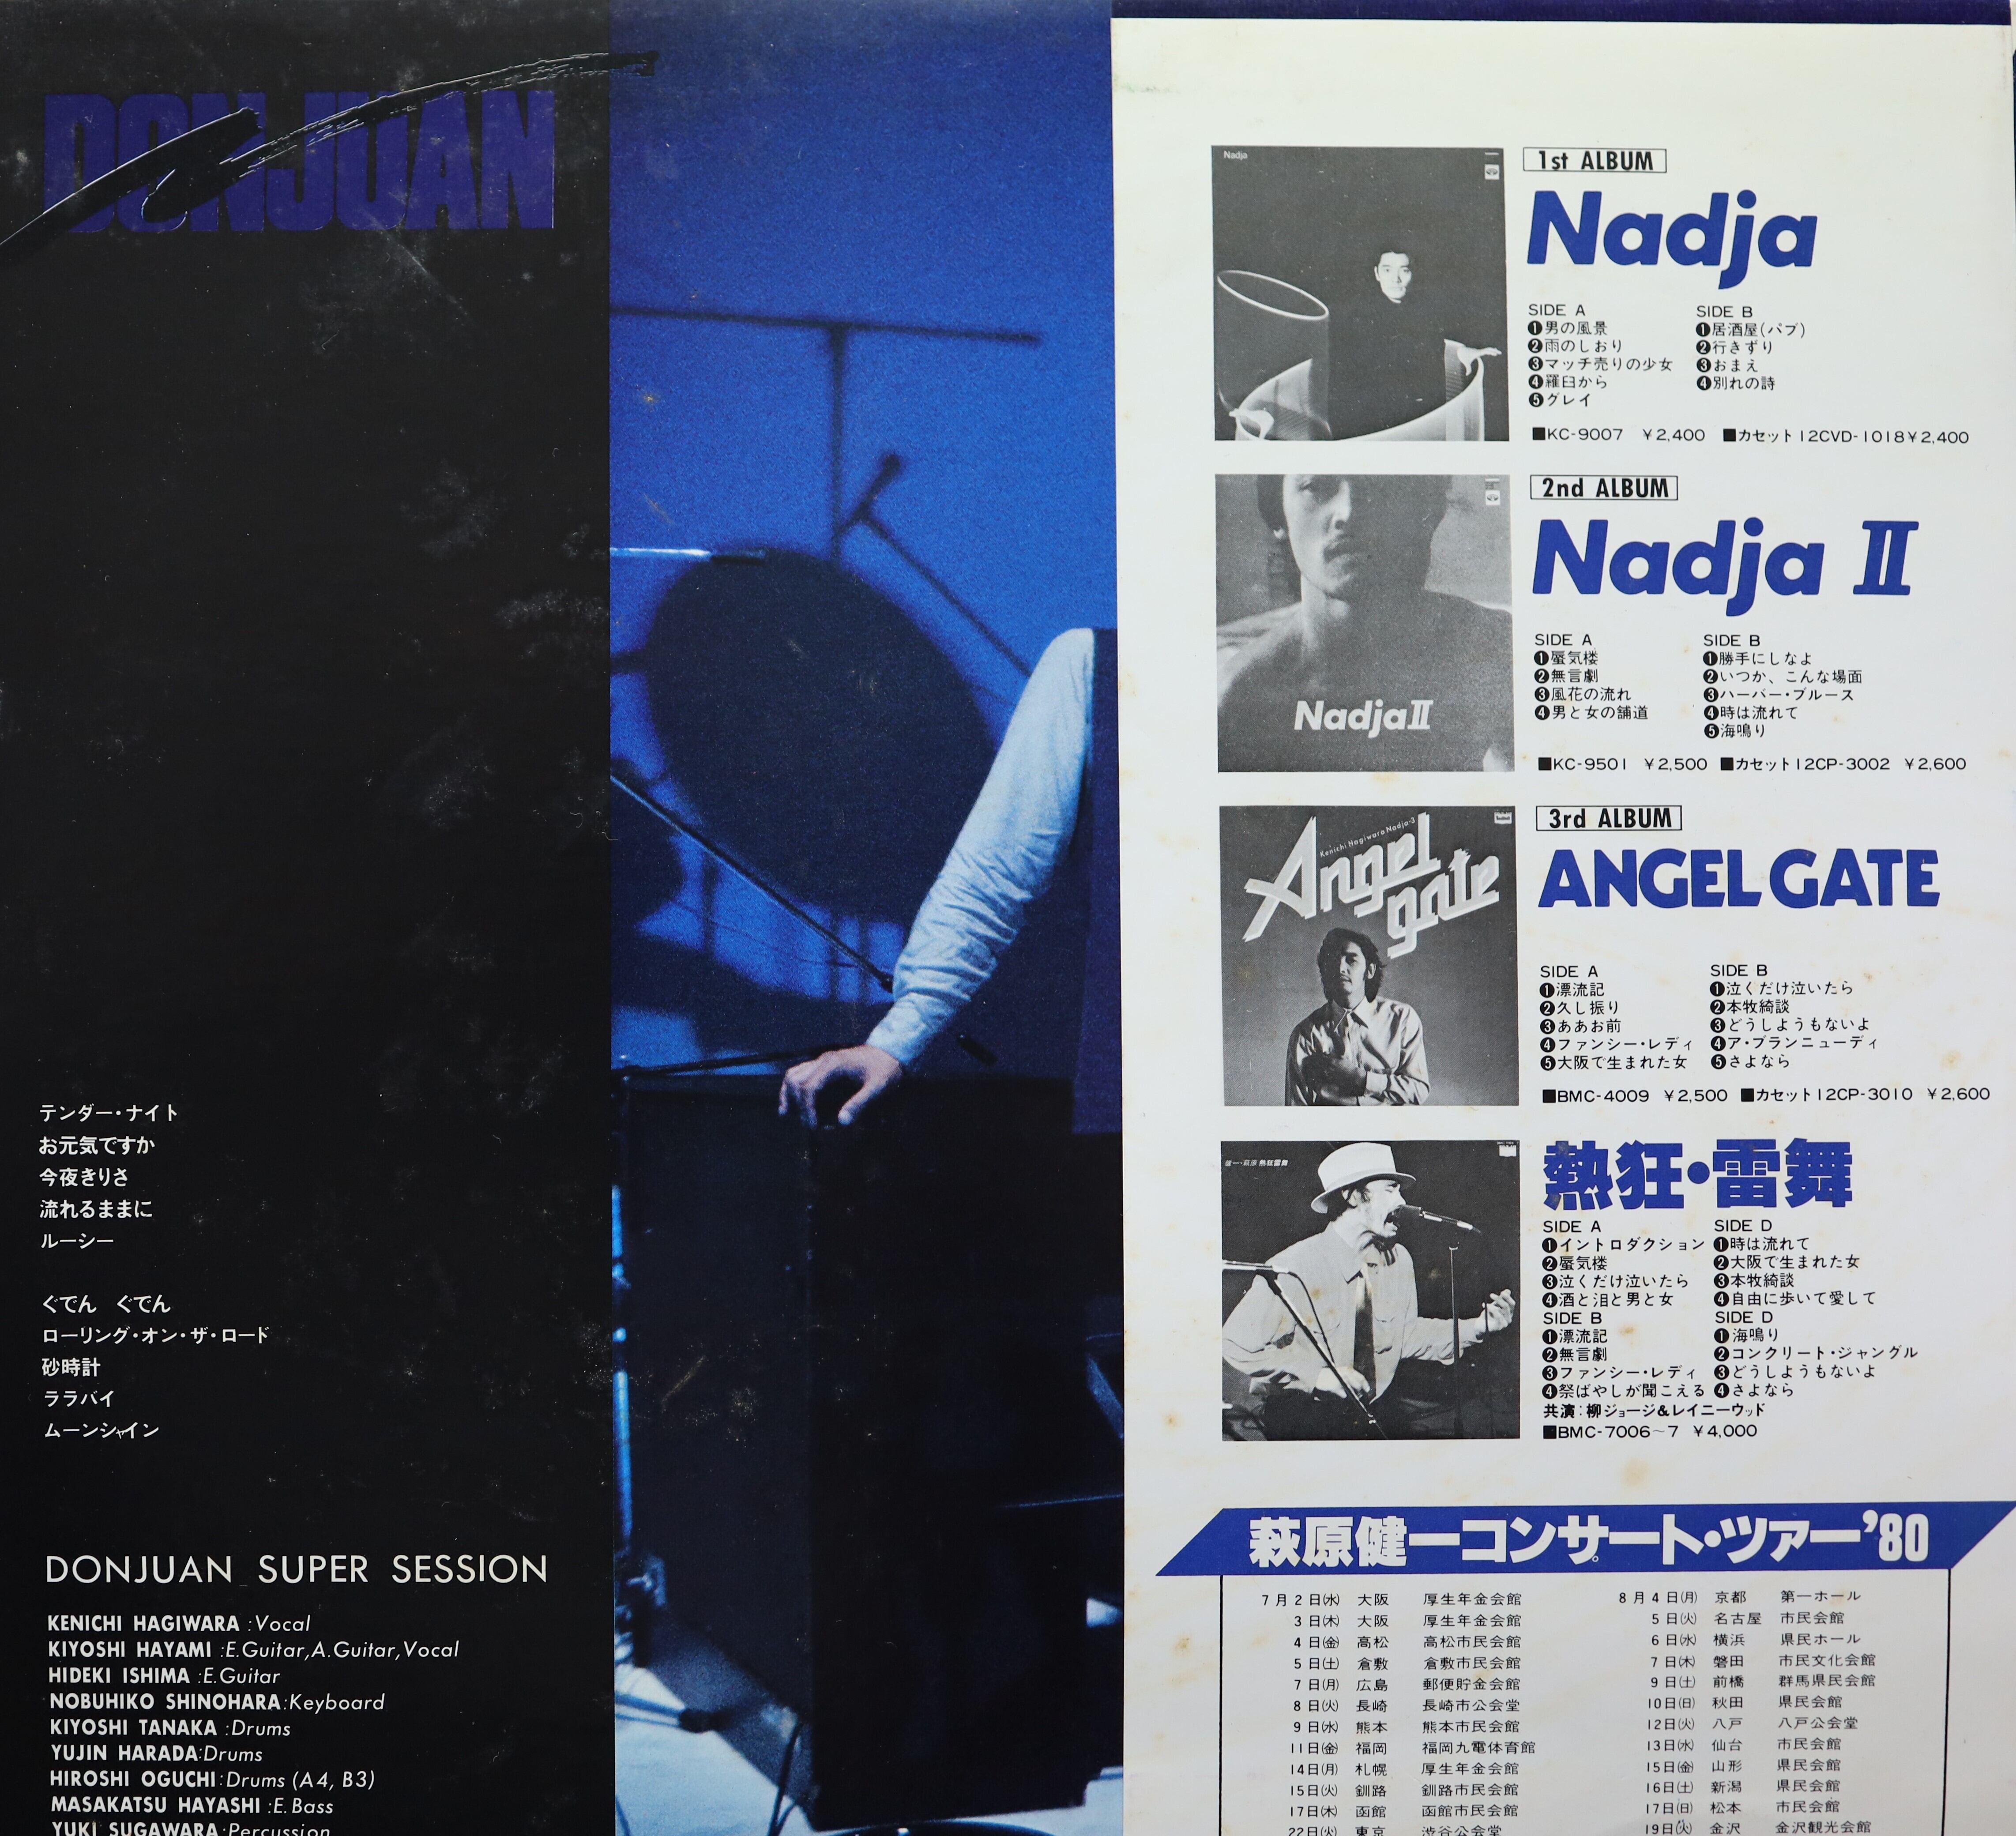 DONJUAN
テンダー・ナイト
お元気ですか
今夜きりさ
流れるままに
ルーシー
ぐでん ぐでん
ローリング・オン・ザ・ロード
砂時計
ララバイ
ムーンシャイン
DONJUAN SUPER SESSION
KENICHI HAGIWARA :Vocal
KIYOSHI HAYAMI :E.Guitar,A.Guitar,Vocal
HIDEKI ISHIMA :E.Guitar
NOBUHIKO SHINOHARA:Keyboard
KIYOSHI TANAKA :Drums
YUJIN HARADA:Drums
HIROSHI OGUCHI:Drums (A4, B3)
MASAKATSU HAYASHI :E.Bass
YUKI SUGAWARA:Percussion
Nadja
1st ALBUM
Nadja
SIDE A
❶男の風景
❷雨のしおり
❸マッチ売りの少女
❹羅臼から
❺グレイ
SIDE B
❶居酒屋(パブ)
❷行きずり
❸おまえ
❹別れの詩
■KC-9007 ¥2,400 ■カセット12CVD-1018¥2,400
NadjaⅡ
2nd ALBUM
Nadja Ⅱ
SIDE A
❶蜃気楼
❷無言劇
❸風花の流れ
❹男と女の舗道
SIDE B
❶勝手にしなよ
❷いつか、こんな場面
❸ハーバー・ブルース
❹時は流れて
❺海鳴り
■KC-9501 ¥2,500 ■カセット12CP-3002 ¥2,600
Kenichi Hagiwara Nadja-3
Angel
gate
3rd ALBUM
ANGEL GATE
SIDE A
❶漂流記
❷久し振り
❸ああお前
❹ファンシー・レディ
❺大阪で生まれた女
SIDE B
❶泣くだけ泣いたら
❷本牧綺談
❸どうしようもないよ
❹ア・ブランニューディ
❺さよなら
■BMC-4009 ¥2,500 ■カセット12CP-3010 ¥2,600
熱狂・雷舞
SIDE A
❶イントロダクション
❷蜃気楼
❸泣くだけ泣いたら
❹酒と泪と男と女
SIDE B
❶漂流記
❷無言劇
❸ファンシー・レディ
❹祭ばやしが聞こえる
SIDE D
❶時は流れて
❷大阪で生まれた女
❸本牧綺談
❹自由に歩いて愛して
SIDE D
❶海鳴り
❷コンクリート・ジャングル
❸どうしようもないよ
❹さよなら
共演:柳ジョージ&レイニーウッド
■BMC-7006~7 ¥4,000
萩原健一コンサート・ツァー'80
7月2日(水) 大阪 厚生年金会館
3日(木) 大阪 厚生年金会館
4日(金) 高松 高松市民会館
5日(土) 倉敷 倉敷市民会館
7日(月) 広島 郵便貯金会館
8日(火) 長崎 長崎市公会堂
9日(水) 熊本 熊本市民会館
11日(金) 福岡 福岡九電体育館
14日(月) 札幌 厚生年金会館
15日(火) 釧路 釧路市民会館
17日(木) 函館 函館市民会館
22日(火) 東京 渋谷公会堂
8月4日(月) 京都 第一ホール
5日(火) 名古屋 市民会館
6日(水) 横浜 県民ホール
7日(木) 磐田 市民文化会館
9日(土) 前橋 群馬県民会館
10日(日) 秋田 県民会館
12日(火) 八戸 八戸公会堂
13日(水) 仙台 市民会館
15日(金) 山形 県民会館
16日(土) 新潟 県民会館
17日(日) 松本 市民会館
19日(火) 金沢 金沢観光会館